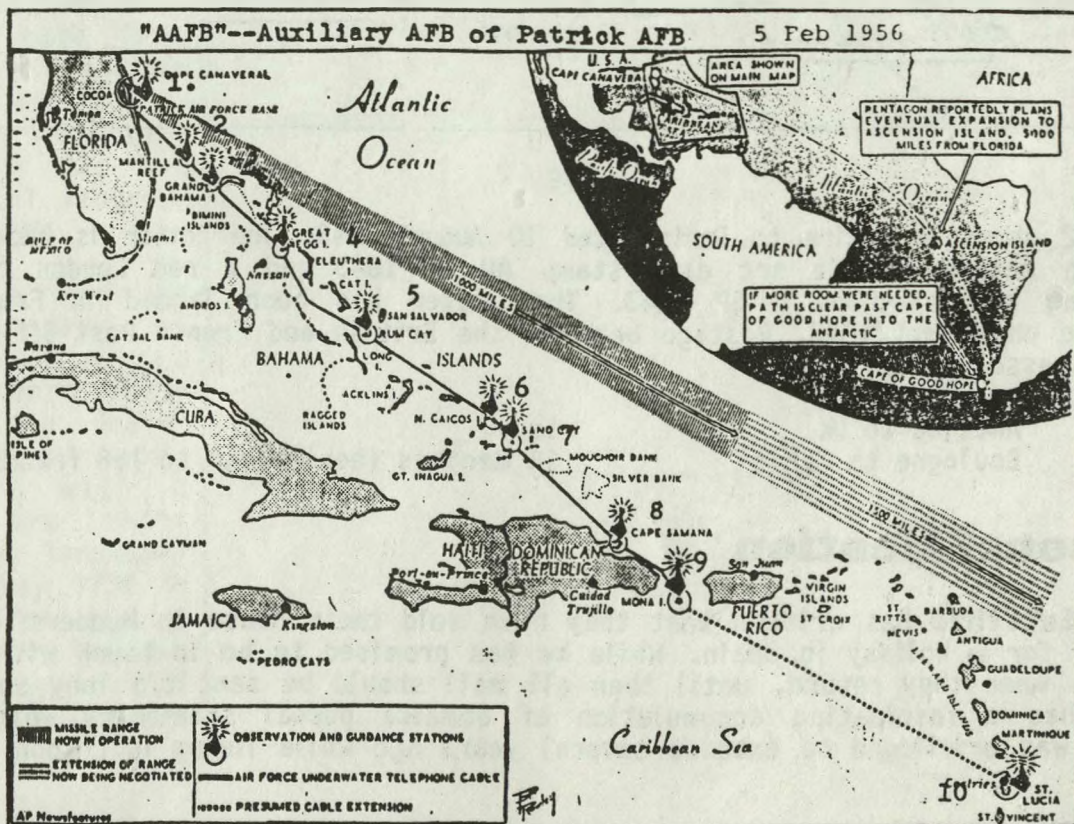 "AAFB"--Auxiliary AFB of Patrick AFB 5 Feb 1956
CAPE CANAVERAL
1.
COCOA
PATRICK AIR FORCE BASE
Tampa
FLORIDA
Atlantic
Ocean
2
MANTILLA
REEF
3
GRAND
BAHAMA I.
BIMINI
ISLANDS
Miami
GULF OF
MEXICO
Key West
4
GREAT
EGG I.
ELEUTHERA
Nassau
ANDROS I.
CAT I.
5
SAN SALVADOR
RUM CAY
LONG
I.
BAHAMA
ISLANDS
1000 MILES
CAY SAL BANK
Havana
CUBA
ISLE OF
PINES
RAGGED
ISLANDS
ACKLINS I.
N. CAICOS I.
6
SAND CAY
7
MOUCHOIR BANK
SILVER BANK
GT. INAGUA I.
GRAND CAYMAN
8
CAPE SAMANA
HAITI
DOMINICAN
REPUBLIC
Port-au-Prince
Cuidad
Trujillo
9
MONA I.
San Juan
PUERTO
RICO
VIRGIN
ISLANDS
ST CROIX
1500 MILES
JAMAICA
Kingston
PEDRO CAYS
ST KITTS
NEVIS
BARBUDA
ANTIGUA
GUADELOUPE
DOMINICA
MARTINIQUE
ISLANDS
Caribbean Sea
10
ST.
LUCIA
ST. VINCENT
U.S.A.
CAPE CANAVERAL
AREA SHOWN
ON MAIN MAP
AFRICA
CARIBBEAN
PENTAGON REPORTEDLY PLANS
EVENTUAL EXPANSION TO
ASCENSION ISLAND, 5000
MILES FROM FLORIDA
Pacific Ocean
Atlantic Ocean
SOUTH AMERICA
ASCENSION ISLAND
IF MORE ROOM WERE NEEDED,
PATH IS CLEAR PAST CAPE
OF GOOD HOPE INTO THE
ANTARCTIC
CAPE OF GOOD HOPE
MISSILE RANGE
NOW IN OPERATION
EXTENSION OF RANGE
NOW BEING NEGOTIATED
OBSERVATION AND GUIDANCE STATIONS
AIR FORCE UNDERWATER TELEPHONE CABLE
PRESUMED CABLE EXTENSION
AP Newsfeatures